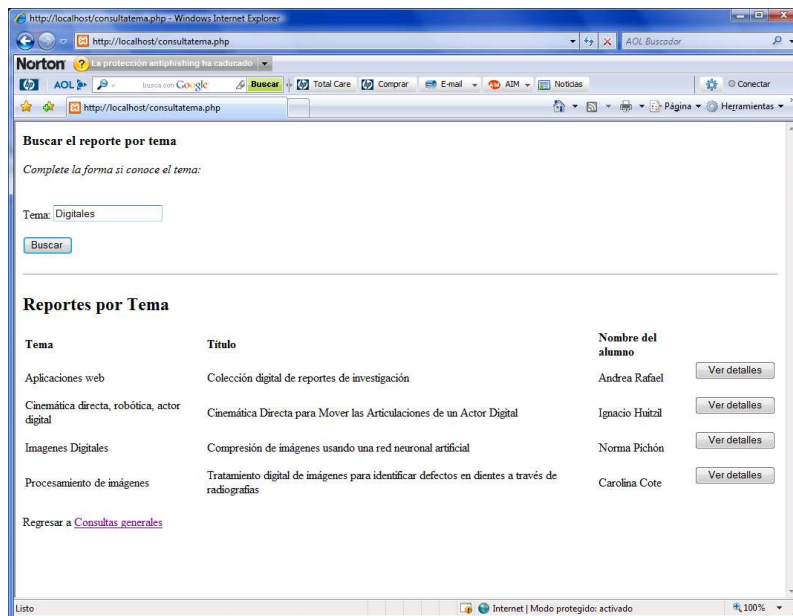 http://localhost/consultatema.php - Windows Internet Explorer
http://localhost/consultatema.php
AOL Buscador
Norton La protección antiphishing ha caducado
AOL busca con Google Buscar Total Care Comprar E-mail AIM Noticias Conectar
http://localhost/consultatema.php Página Herramientas
Buscar el reporte por tema
Complete la forma si conoce el tema:
Tema: Digitales
Buscar
Reportes por Tema
Tema Título Nombre del alumno
Aplicaciones web Colección digital de reportes de investigación Andrea Rafael Ver detalles
Cinemática directa, robótica, actor digital Cinemática Directa para Mover las Articulaciones de un Actor Digital Ignacio Huitzil Ver detalles
Imagenes Digitales Compresión de imágenes usando una red neuronal artificial Norma Pichón Ver detalles
Procesamiento de imágenes Tratamiento digital de imágenes para identificar defectos en dientes a través de radiografias Carolina Cote Ver detalles
Regresar a Consultas generales
Listo Internet | Modo protegido: activado 100%